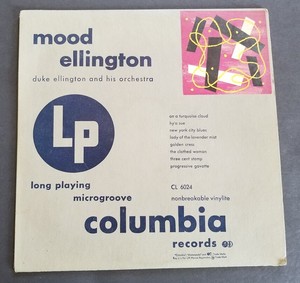 mood
ellington
duke ellington and his orchestra
on a turquoise cloud
hy'a sue
new york city blues
lady of the lavender mist
golden cress
the clothed woman
three cent stomp
progressive gavotte
Lp
long playing
microgroove
CL 6024
nonbreakable vinylite
columbia
records